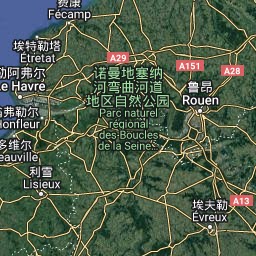 费康
Fécamp
埃特勒塔
Étretat
A29
诺曼地塞纳
河弯曲河道
地区自然公园
Parc naturel
régional
des Boucles
de la Seine...
A151
A28
鲁昂
Rouen
勒阿弗尔
Le Havre
翁弗勒尔
Honfleur
多维尔
Deauville
利雪
Lisieux
A13
埃夫勒
Évreux